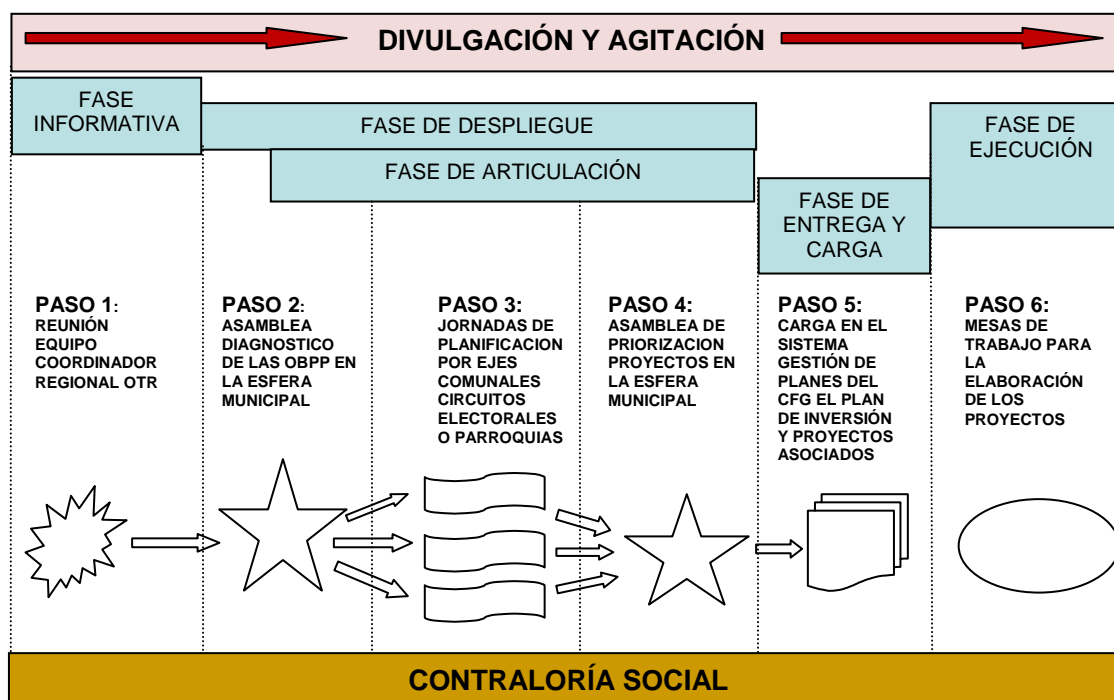 DIVULGACIÓN Y AGITACIÓN
FASE
INFORMATIVA
FASE DE DESPLIEGUE
FASE DE ARTICULACIÓN
FASE DE
ENTREGA Y
CARGA
FASE DE
EJECUCIÓN
PASO 1:
REUNIÓN
EQUIPO
COORDINADOR
REGIONAL OTR
PASO 2:
ASAMBLEA
DIAGNOSTICO
DE LAS OBPP EN
LA ESFERA
MUNICIPAL
PASO 3:
JORNADAS DE
PLANIFICACION
POR EJES
COMUNALES
CIRCUITOS
ELECTORALES
O PARROQUIAS
PASO 4:
ASAMBLEA DE
PRIORIZACION
PROYECTOS EN
LA ESFERA
MUNICIPAL
PASO 5:
CARGA EN EL
SISTEMA
GESTIÓN DE
PLANES DEL
CFG EL PLAN
DE INVERSIÓN
Y PROYECTOS
ASOCIADOS
PASO 6:
MESAS DE
TRABAJO PARA
LA
ELABORACIÓN
DE LOS
PROYECTOS
CONTRALORÍA SOCIAL